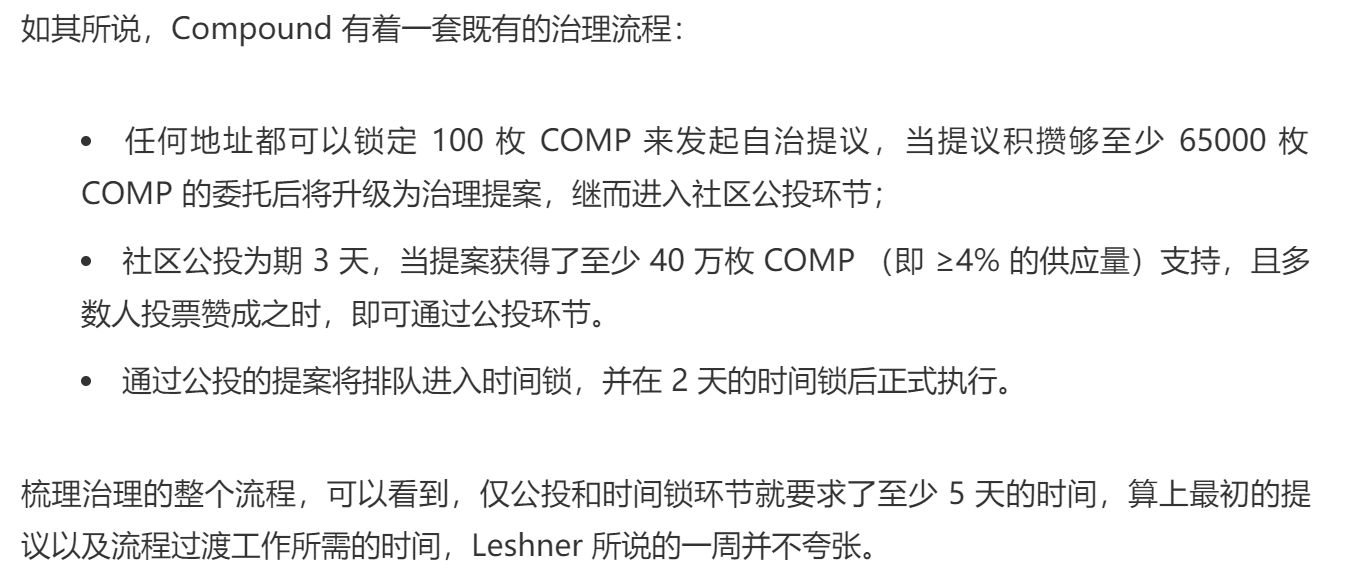 如其所说，Compound 有着一套既有的治理流程：
• 任何地址都可以锁定 100 枚 COMP 来发起自治提议，当提议积攒够至少 65000 枚
COMP 的委托后将升级为治理提案，继而进入社区公投环节；
• 社区公投为期 3 天，当提案获得了至少 40 万枚 COMP （即 ≥4% 的供应量）支持，且多
数人投票赞成之时，即可通过公投环节。
• 通过公投的提案将排队进入时间锁，并在 2 天的时间锁后正式执行。
梳理治理的整个流程，可以看到，仅公投和时间锁环节就要求了至少 5 天的时间，算上最初的提
议以及流程过渡工作所需的时间，Leshner 所说的一周并不夸张。